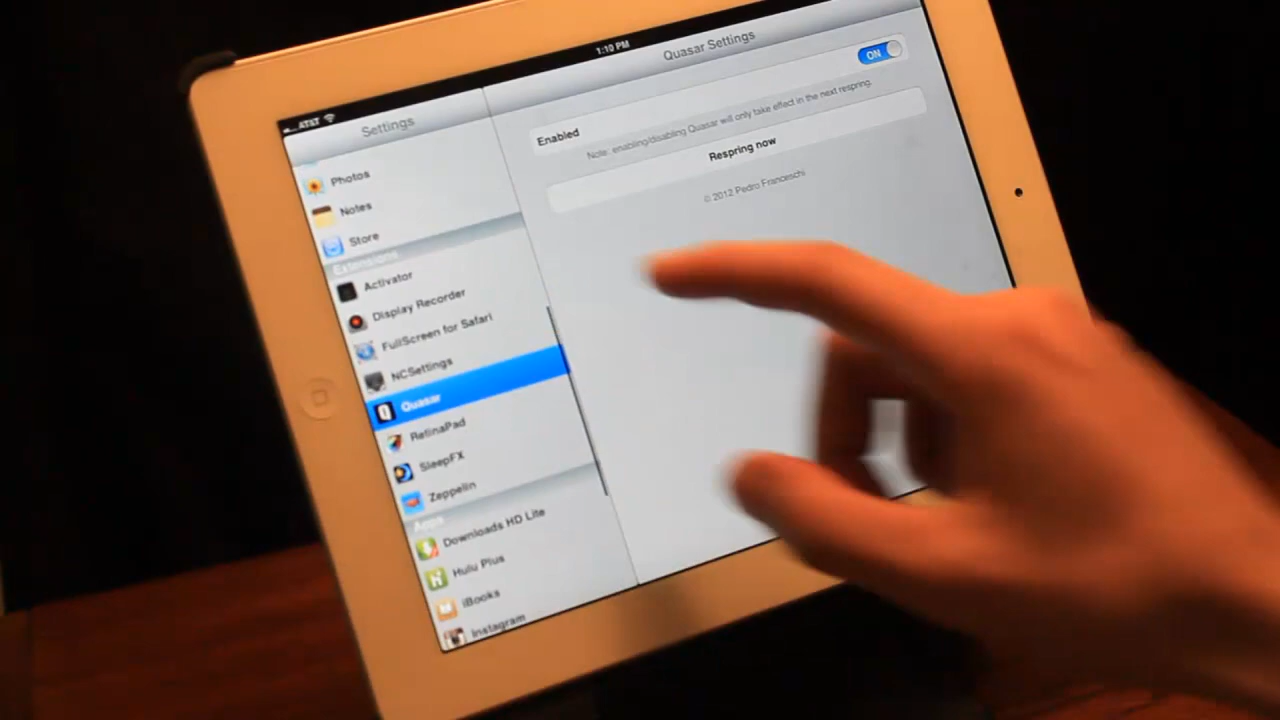 AT&T
1:10 PM
Settings
Photos
Notes
Store
Extensions
Activator
Display Recorder
FullScreen for Safari
NCSettings
Quasar
RetinaPad
SleepFX
Zeppelin
Apps
Downloads HD Lite
Hulu Plus
iBooks
Instagram
Quasar Settings
Enabled
ON
Note: enabling/disabling Quasar will only take effect in the next respring.
Respring now
© 2012 Pedro Franceschi